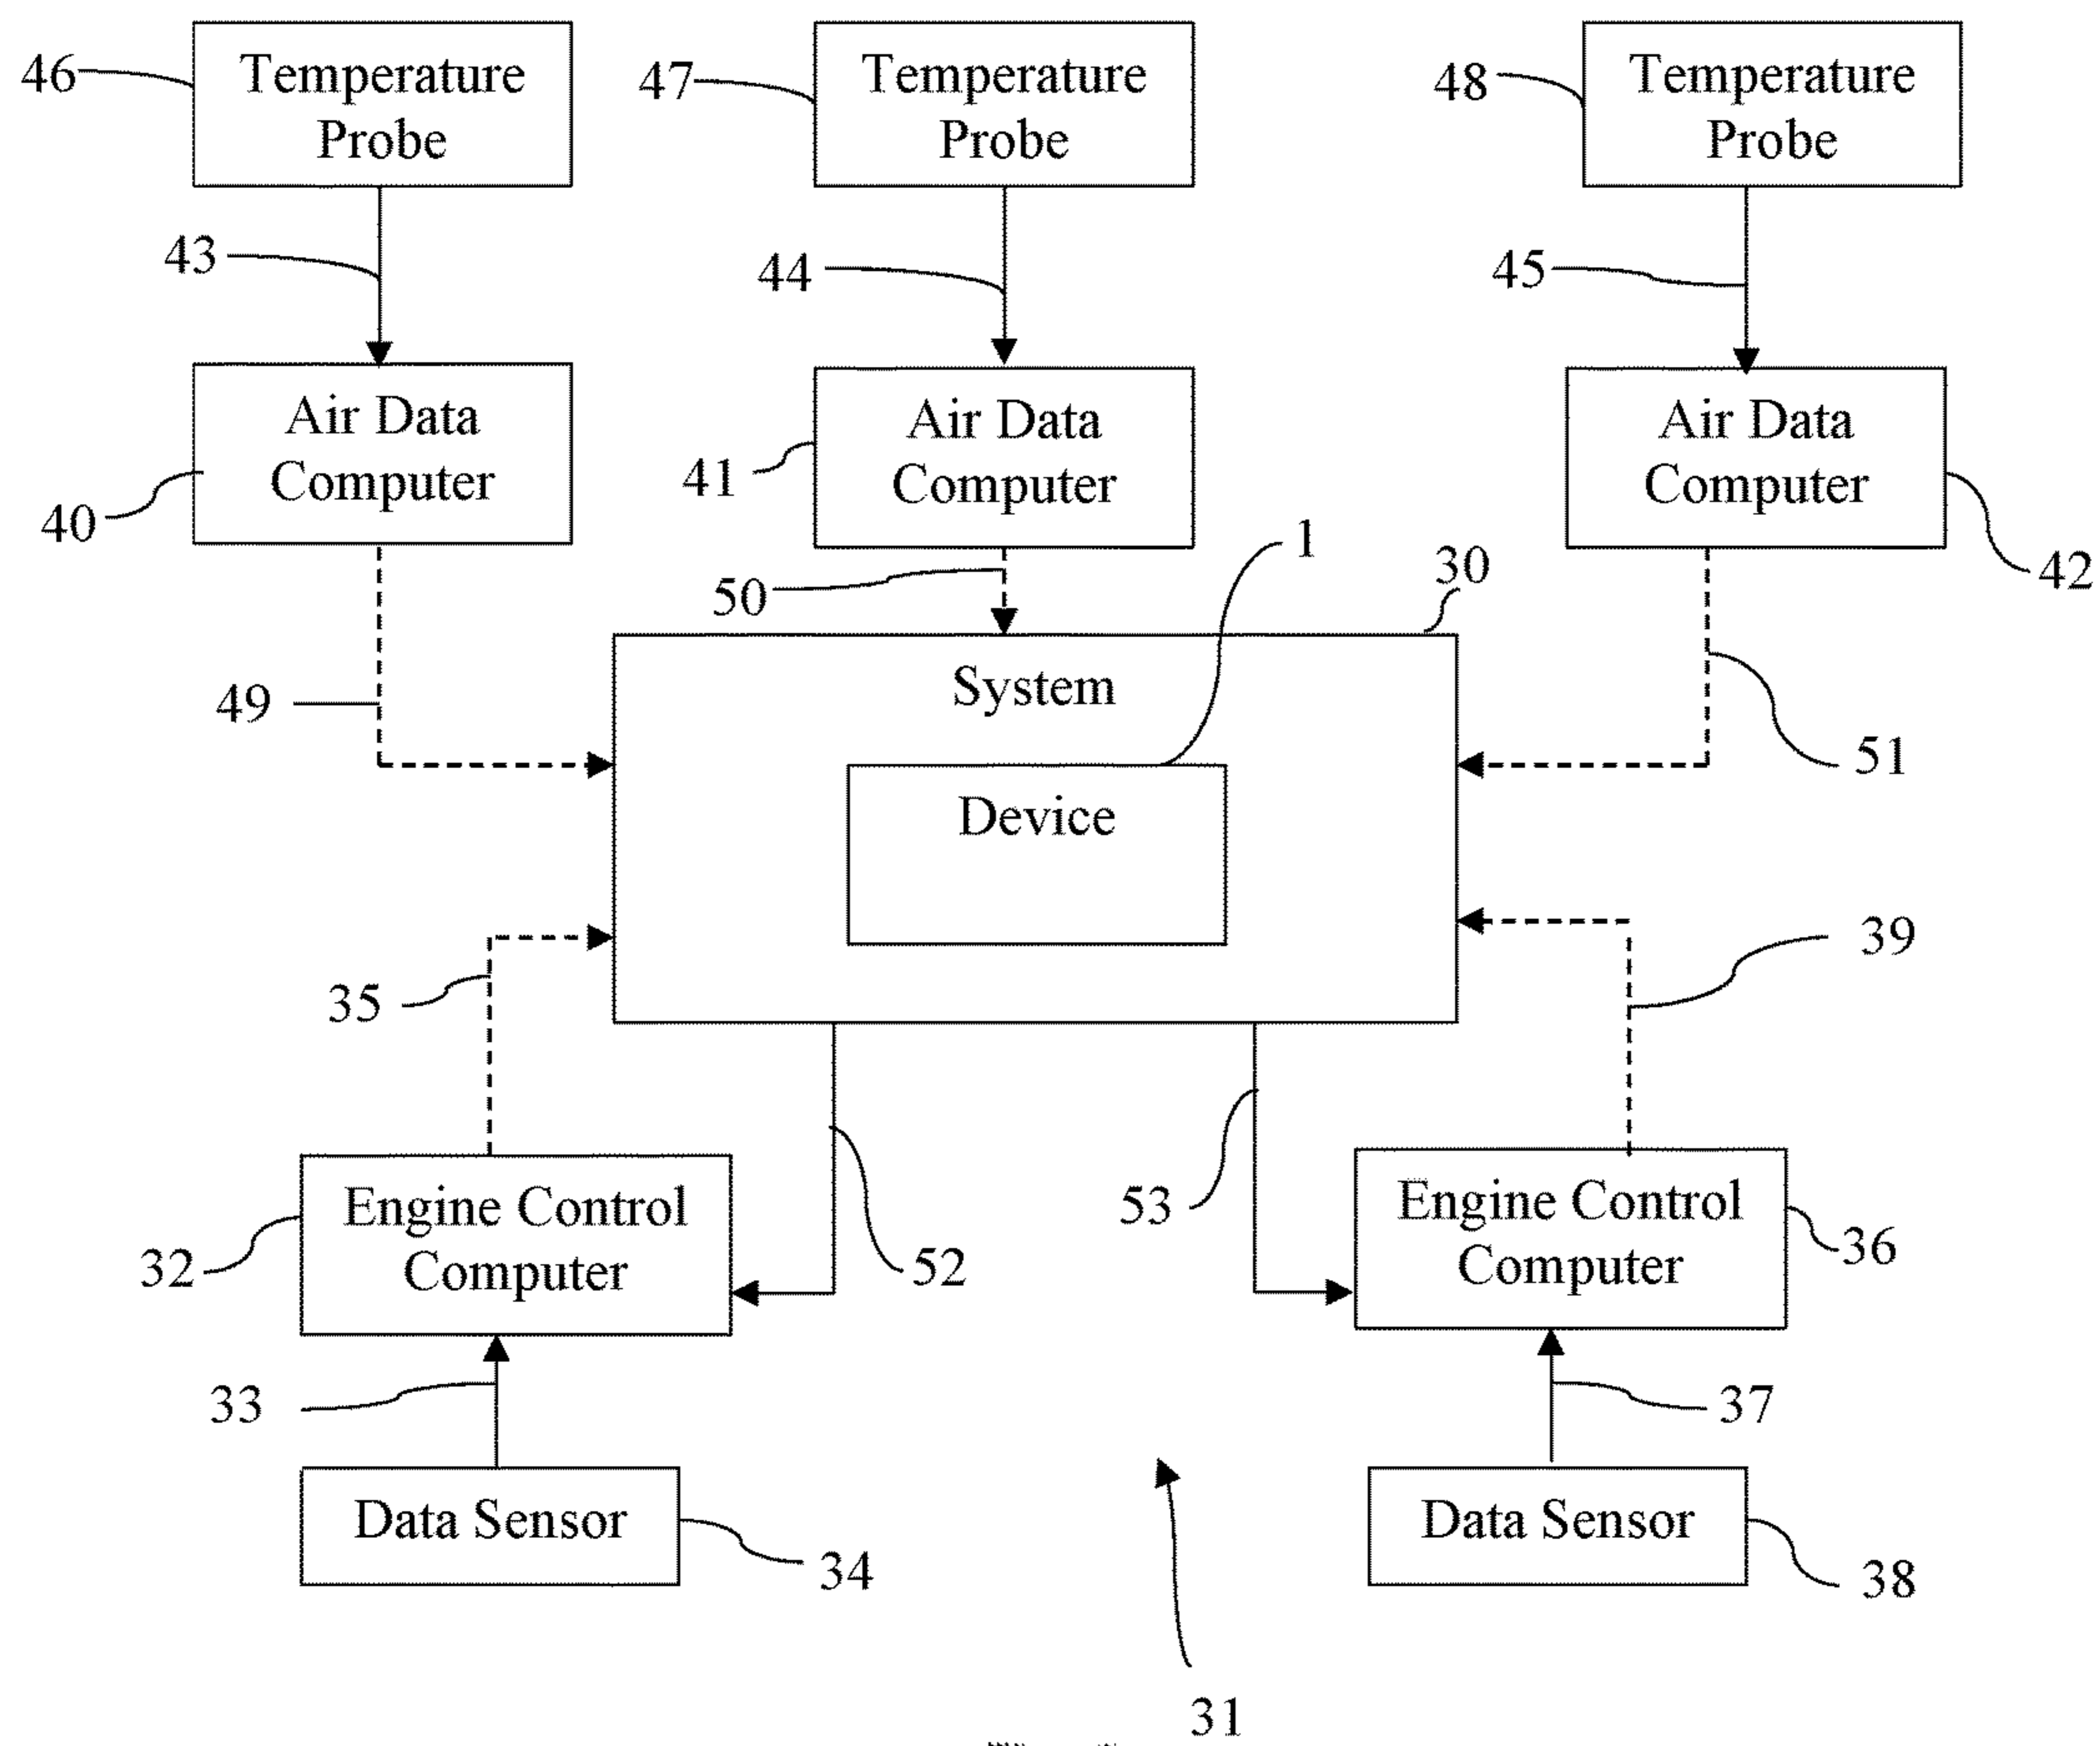 46
Temperature
Probe
47
Temperature
Probe
48
Temperature
Probe
43
44
45
Air Data
Computer
40
Air Data
Computer
41
Air Data
Computer
42
50
1
30
49
System
51
Device
35
39
Engine Control
Computer
32
52
53
Engine Control
Computer
36
33
37
Data Sensor
34
Data Sensor
38
31